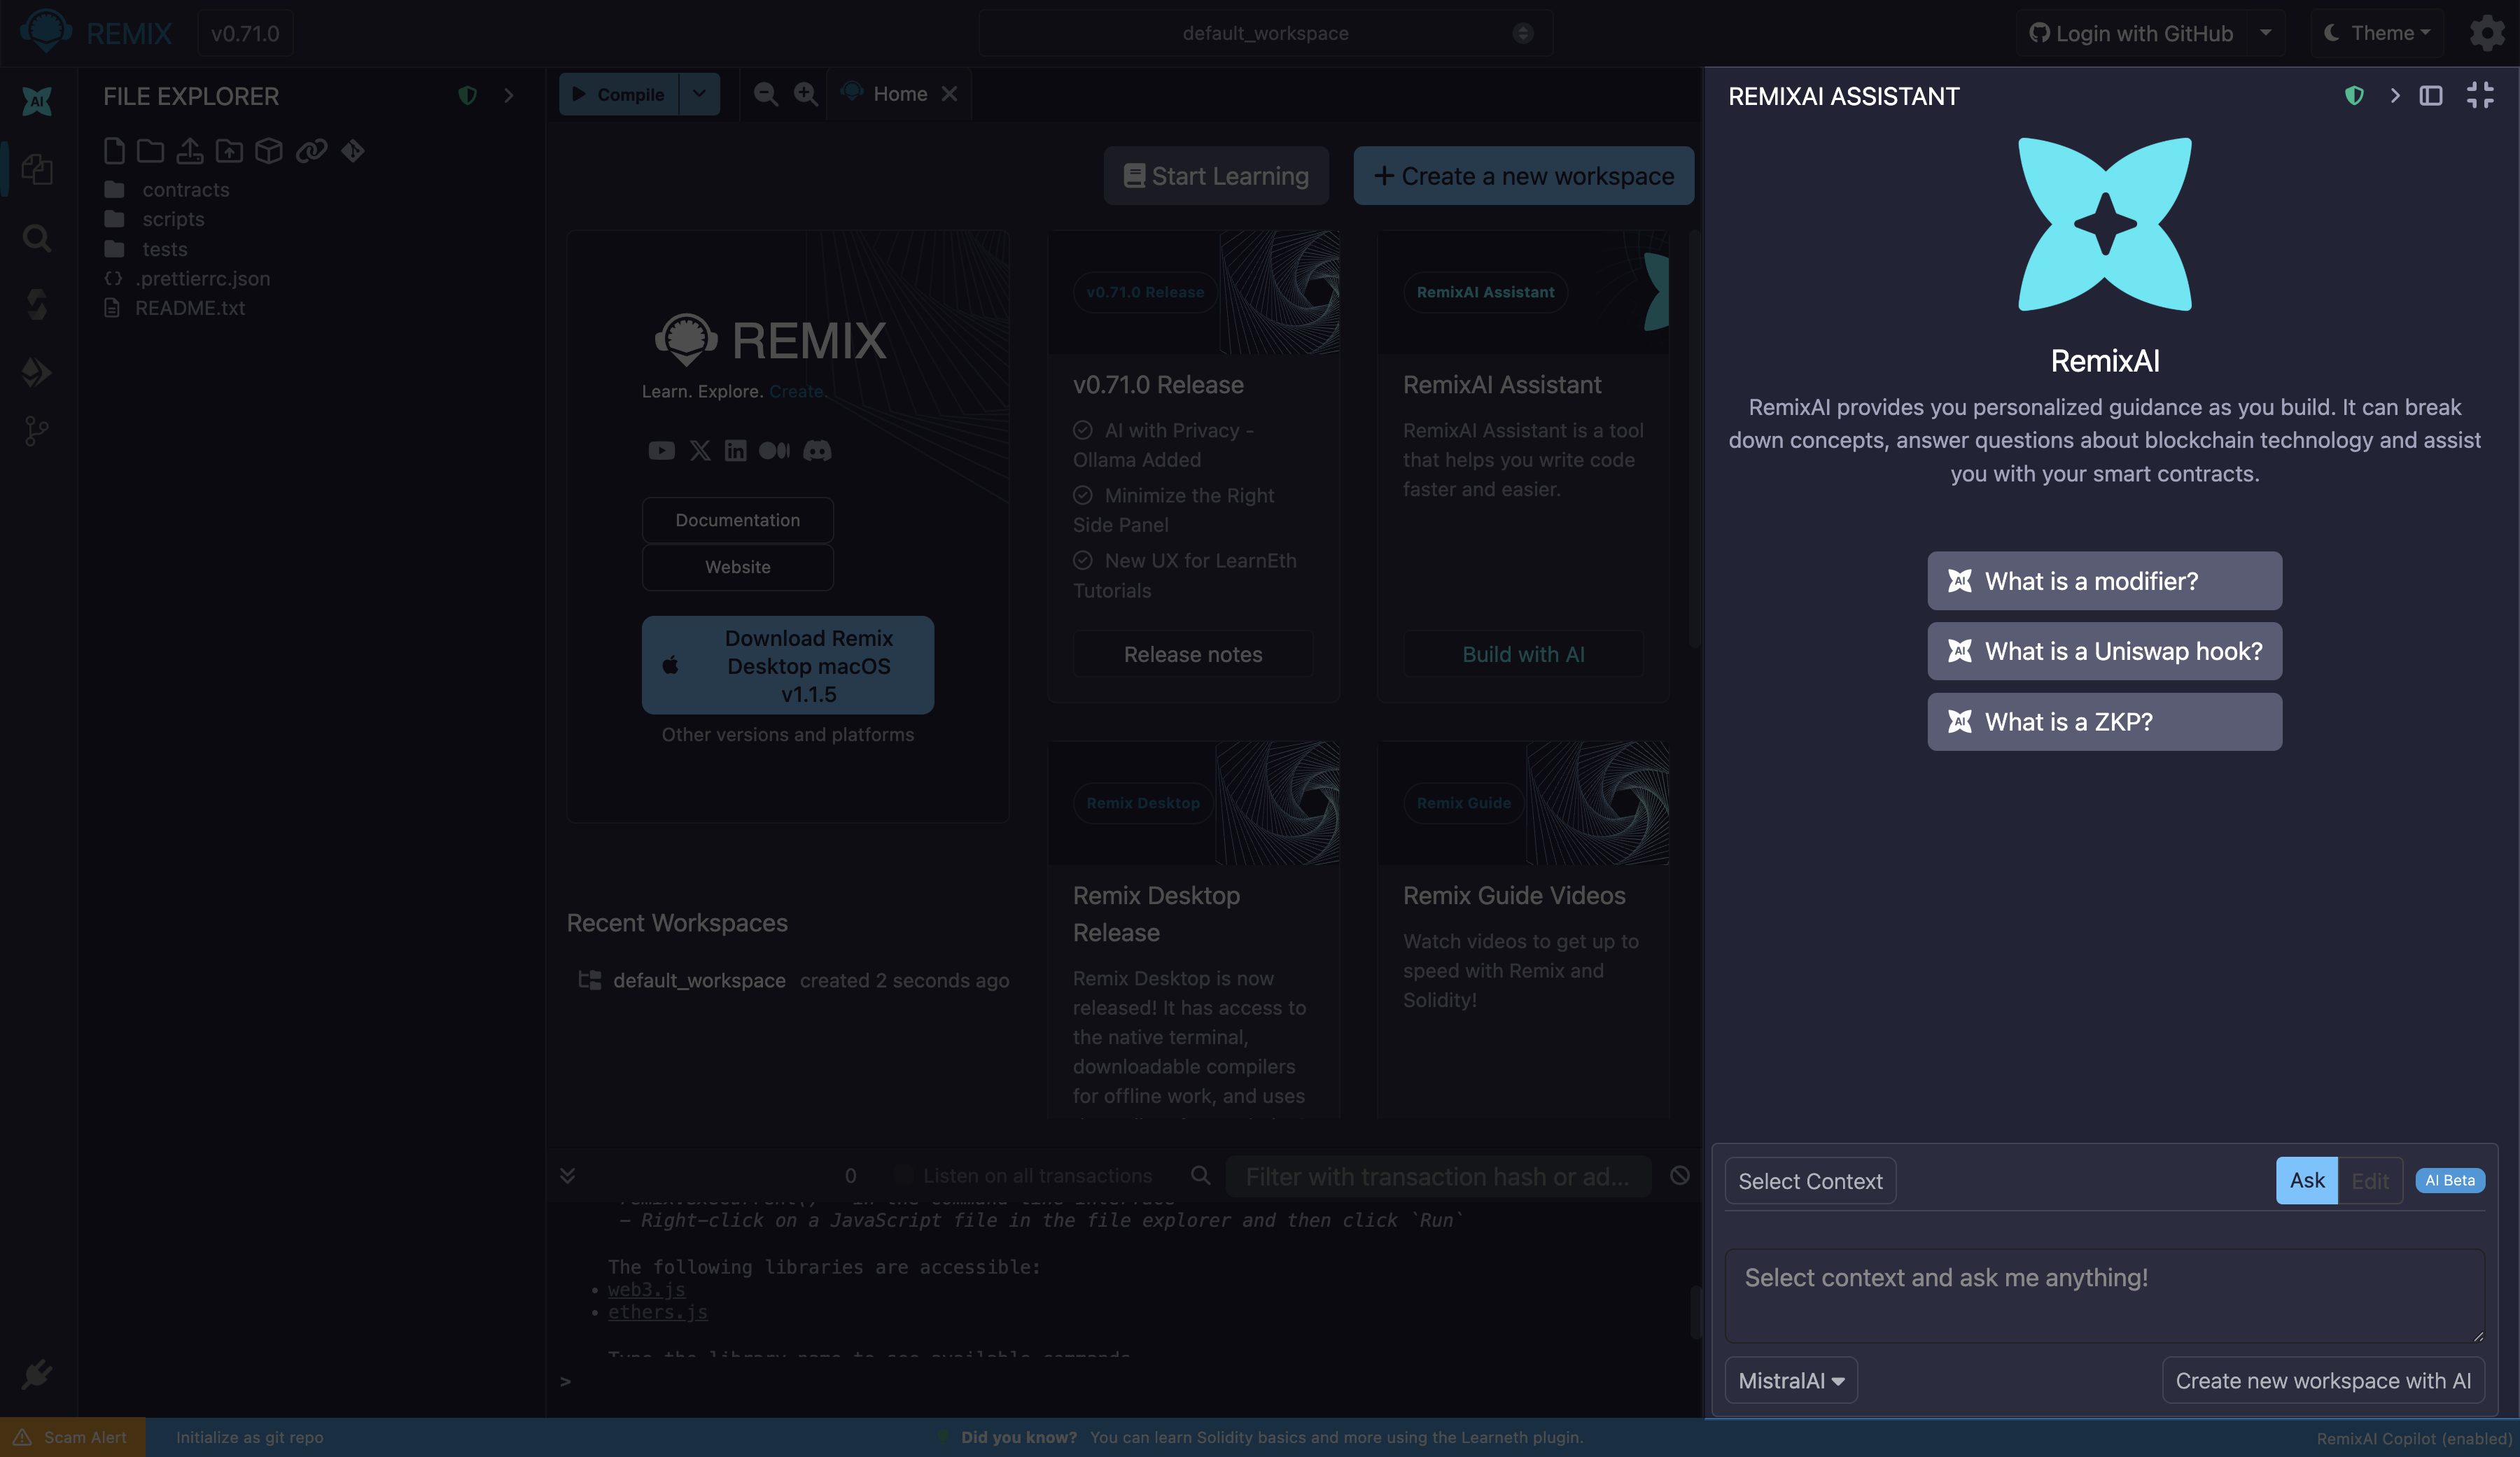 REMIX
v0.71.0
default_workspace
Login with GitHub
Theme
FILE EXPLORER
contracts
scripts
tests
.prettierrc.json
README.txt
Compile
Home
Start Learning
Create a new workspace
REMIX
Learn. Explore. Create.
Documentation
Website
Download Remix
Desktop macOS
v1.1.5
Other versions and platforms
Recent Workspaces
default_workspace created 2 seconds ago
v0.71.0 Release
v0.71.0 Release
AI with Privacy -
Ollama Added
Minimize the Right
Side Panel
New UX for LearnEth
Tutorials
Release notes
RemixAI Assistant
RemixAI Assistant
RemixAI Assistant is a tool
that helps you write code
faster and easier.
Build with AI
Remix Desktop
Remix Desktop
Release
Remix Desktop is now
released! It has access to
the native terminal,
downloadable compilers
for offline work, and uses
Remix Guide
Remix Guide Videos
Watch videos to get up to
speed with Remix and
Solidity!
0
Listen on all transactions
Filter with transaction hash or ad...
- Right-click on a JavaScript file in the file explorer and then click `Run`
The following libraries are accessible:
• web3.js
• ethers.js
>
REMIXAI ASSISTANT
RemixAI
RemixAI provides you personalized guidance as you build. It can break
down concepts, answer questions about blockchain technology and assist
you with your smart contracts.
AI What is a modifier?
AI What is a Uniswap hook?
AI What is a ZKP?
Select Context
Ask
Edit
AI Beta
Select context and ask me anything!
MistralAI
Create new workspace with AI
Scam Alert
Initialize as git repo
Did you know? You can learn Solidity basics and more using the Learneth plugin.
RemixAI Copilot (enabled)